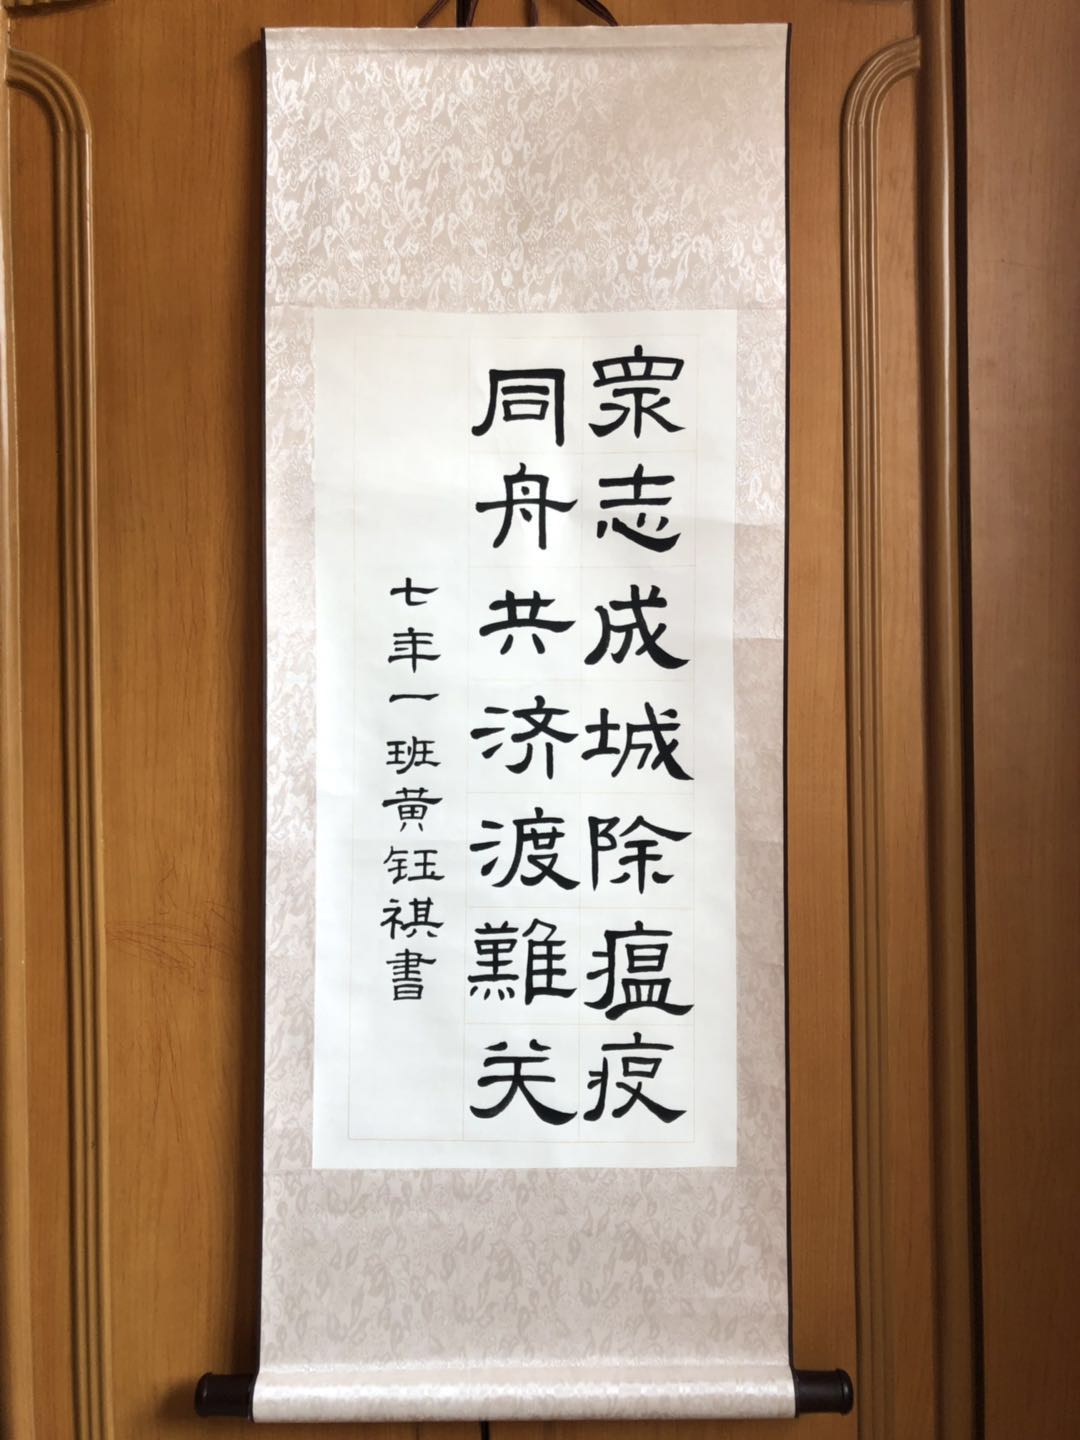 眾志成城除瘟疫
同舟共济渡難关
七年一班黄钰祺書